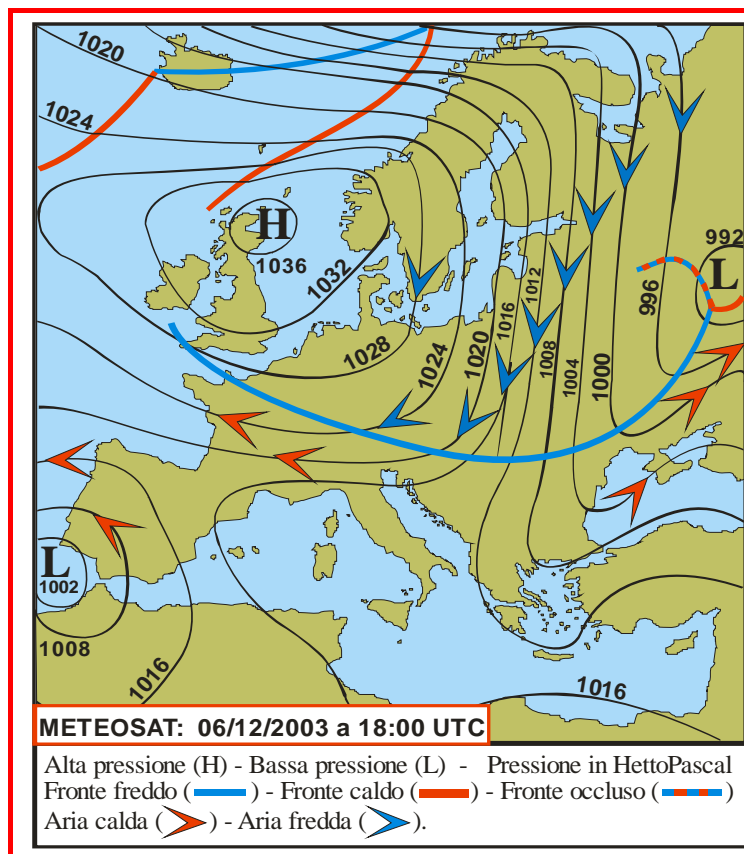 1020
1024
H
1036
1032
1028
1024
1020
1016
1012
1008
1004
1000
996
992
L
L
1002
1008
1016
1016
METEOSAT: 06/12/2003 a 18:00 UTC
Alta pressione (H) - Bassa pressione (L) - Pressione in HettoPascal
Fronte freddo ( ) - Fronte caldo ( ) - Fronte occluso ( )
Aria calda ( ) - Aria fredda ( ).